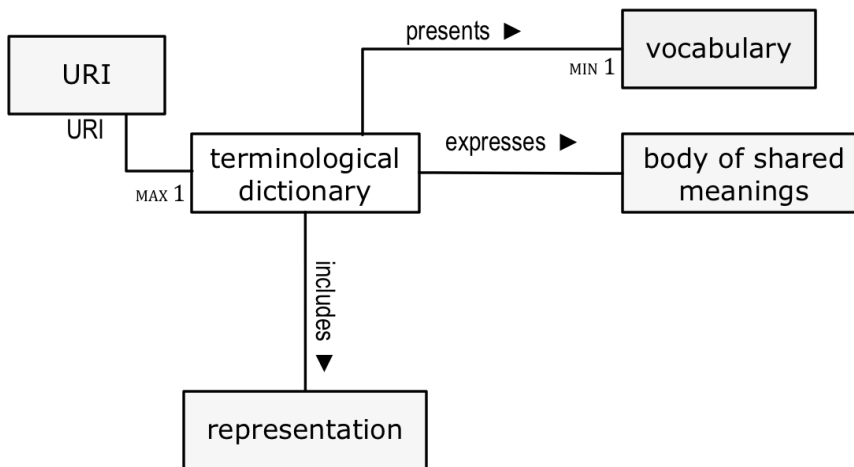 presents ►
vocabulary
MIN 1
URI
URI
terminological
dictionary
MAX 1
expresses ►
body of shared
meanings
includes ►
representation